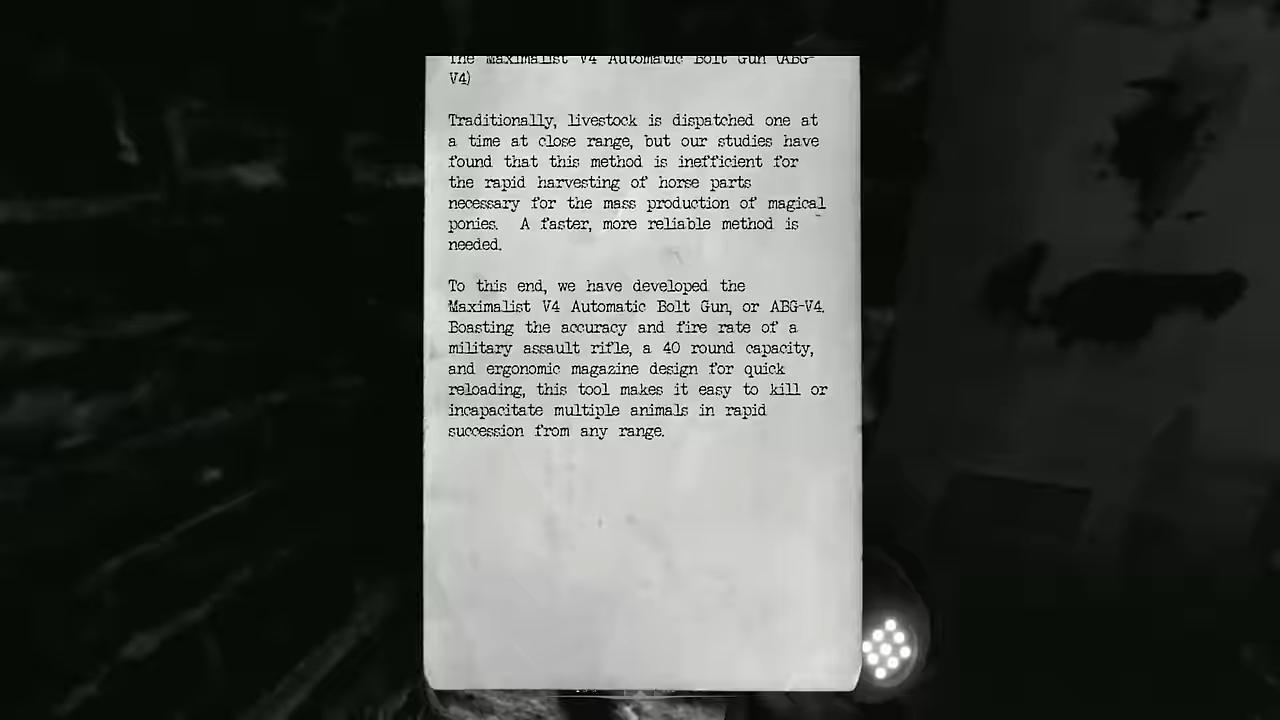 The Maximalist V4 Automatic Bolt Gun (ABG-
V4)
Traditionally, livestock is dispatched one at
a time at close range, but our studies have
found that this method is inefficient for
the rapid harvesting of horse parts
necessary for the mass production of magical
ponies.  A faster, more reliable method is
needed.
To this end, we have developed the
Maximalist V4 Automatic Bolt Gun, or ABG-V4.
Boasting the accuracy and fire rate of a
military assault rifle, a 40 round capacity,
and ergonomic magazine design for quick
reloading, this tool makes it easy to kill or
incapacitate multiple animals in rapid
succession from any range.